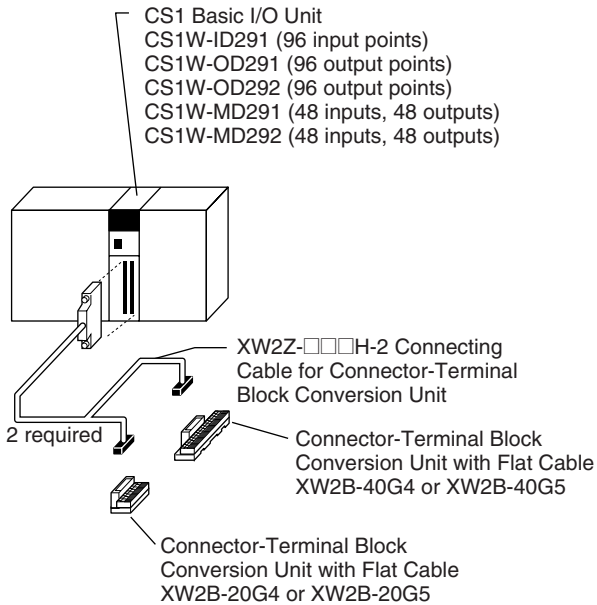 CS1 Basic I/O Unit
CS1W-ID291 (96 input points)
CS1W-OD291 (96 output points)
CS1W-OD292 (96 output points)
CS1W-MD291 (48 inputs, 48 outputs)
CS1W-MD292 (48 inputs, 48 outputs)
XW2Z-□□□H-2 Connecting
Cable for Connector-Terminal
Block Conversion Unit
2 required
Connector-Terminal Block
Conversion Unit with Flat Cable
XW2B-40G4 or XW2B-40G5
Connector-Terminal Block
Conversion Unit with Flat Cable
XW2B-20G4 or XW2B-20G5